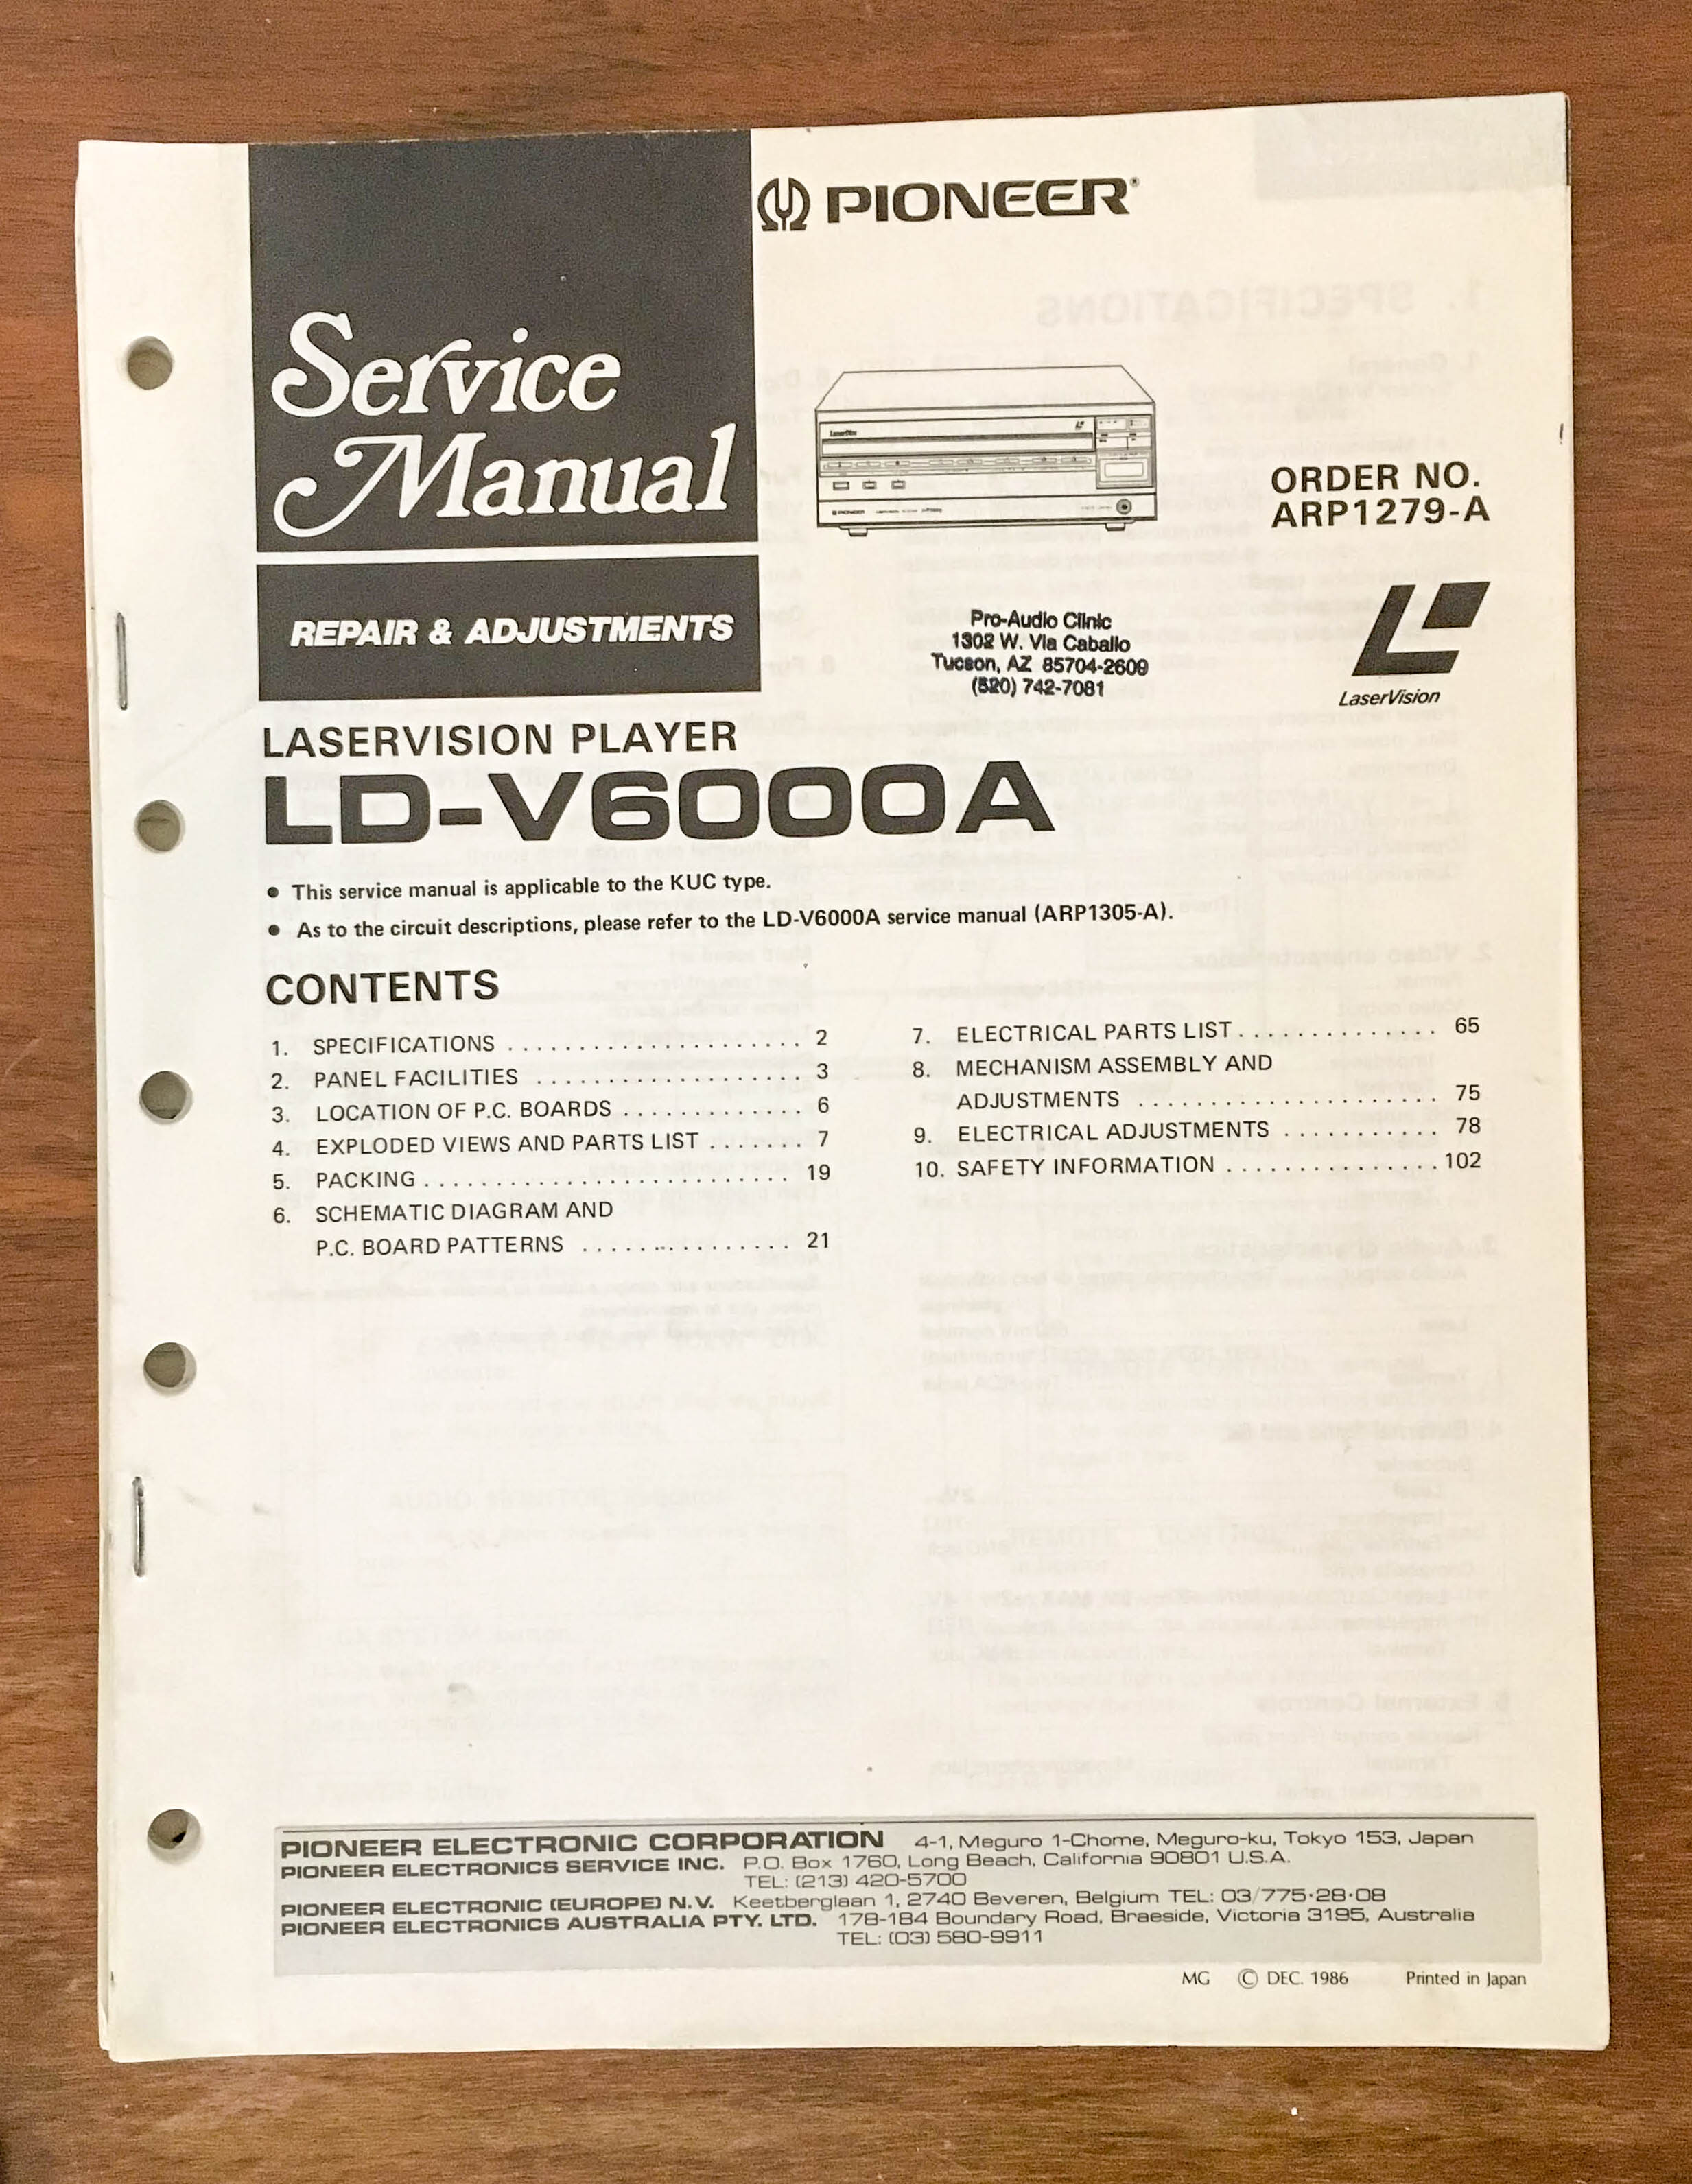 PIONEER®
Service
Manual
REPAIR & ADJUSTMENTS
LaserDisc
PIONEER
ORDER NO.
ARP1279-A
Pro-Audio Clinic
1302 W. Via Caballo
Tucson, AZ 85704-2609
(520) 742-7081
LaserVision
LASERVISION PLAYER
LD-V6000A
● This service manual is applicable to the KUC type.
● As to the circuit descriptions, please refer to the LD-V6000A service manual (ARP1305-A).
CONTENTS
1. SPECIFICATIONS . . . . . . . . . . . . . . . . . . . . . 2
2. PANEL FACILITIES . . . . . . . . . . . . . . . . . . . 3
3. LOCATION OF P.C. BOARDS . . . . . . . . . . . . . 6
4. EXPLODED VIEWS AND PARTS LIST . . . . . . . 7
5. PACKING . . . . . . . . . . . . . . . . . . . . . . . . . . 19
6. SCHEMATIC DIAGRAM AND
P.C. BOARD PATTERNS . . . . . . . . . . . . . . . 21
7. ELECTRICAL PARTS LIST . . . . . . . . . . . . . . 65
8. MECHANISM ASSEMBLY AND
ADJUSTMENTS . . . . . . . . . . . . . . . . . . . . . 75
9. ELECTRICAL ADJUSTMENTS . . . . . . . . . . . 78
10. SAFETY INFORMATION . . . . . . . . . . . . . . . 102
PIONEER ELECTRONIC CORPORATION 4-1, Meguro 1-Chome, Meguro-ku, Tokyo 153, Japan
PIONEER ELECTRONICS SERVICE INC. P.O. Box 1760, Long Beach, California 90801 U.S.A.
TEL: (213) 420-5700
PIONEER ELECTRONIC (EUROPE) N.V. Keetberglaan 1, 2740 Beveren, Belgium TEL: 03/775·28·08
PIONEER ELECTRONICS AUSTRALIA PTY. LTD. 178-184 Boundary Road, Braeside, Victoria 3195, Australia
TEL: (03) 580-9911
MG © DEC. 1986 Printed in Japan